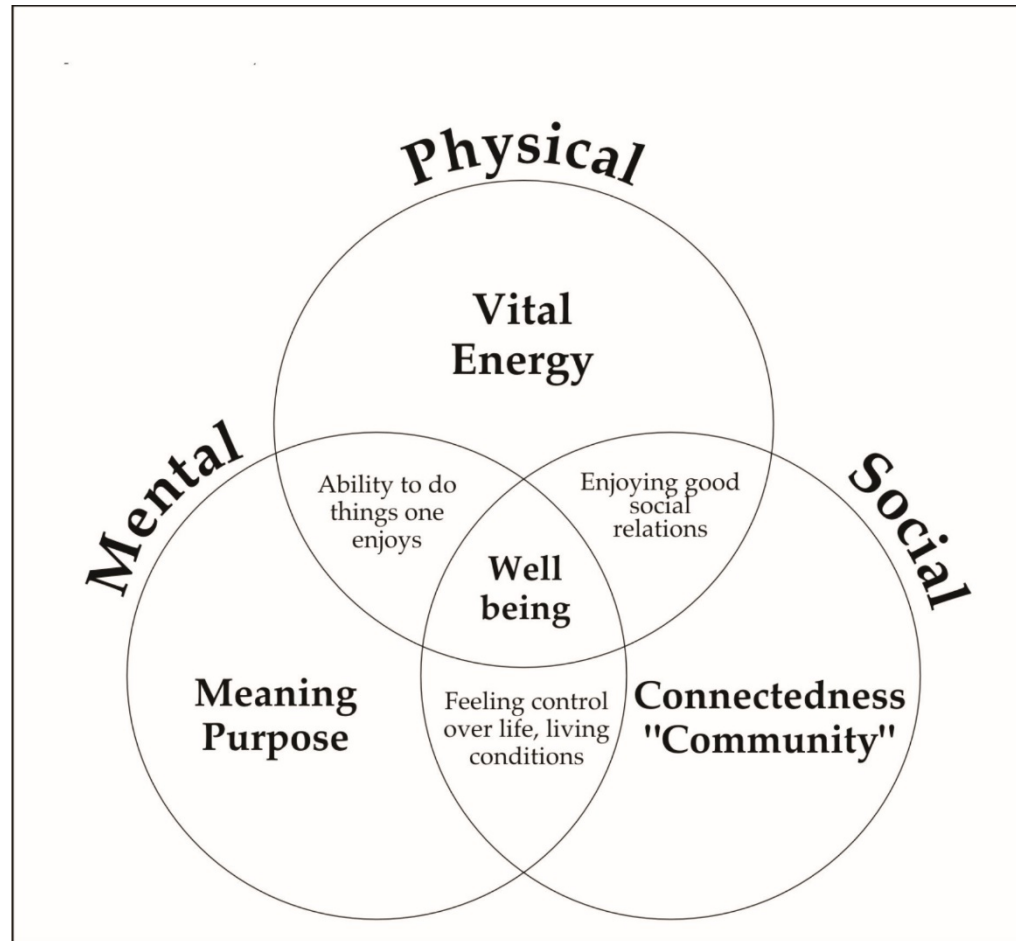 Physical
Vital
Energy
Mental
Social
Ability to do
things one
enjoys
Enjoying good
social
relations
Well
being
Meaning
Purpose
Feeling control
over life, living
conditions
Connectedness
"Community"